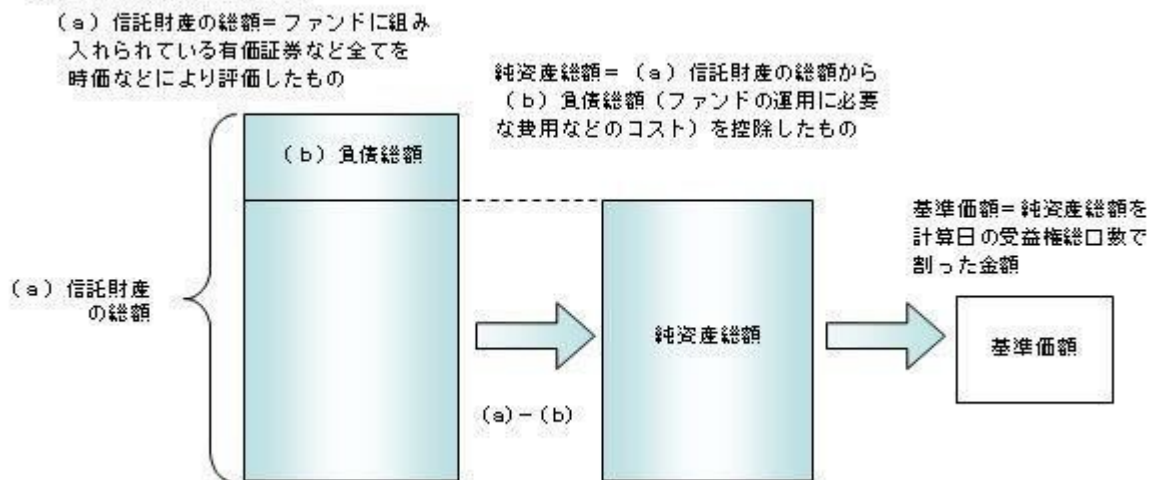 (a)信託財産の総額=ファンドに組み
入れられている有価証券など全てを
時価などにより評価したもの
純資産総額=(a)信託財産の総額から
(b)負債総額(ファンドの運用に必要
な費用などのコスト)を控除したもの
(b)負債総額
基準価額=純資産総額を
計算日の受益権総口数で
割った金額
(a)信託財産
の総額
純資産総額
基準価額
(a)-(b)